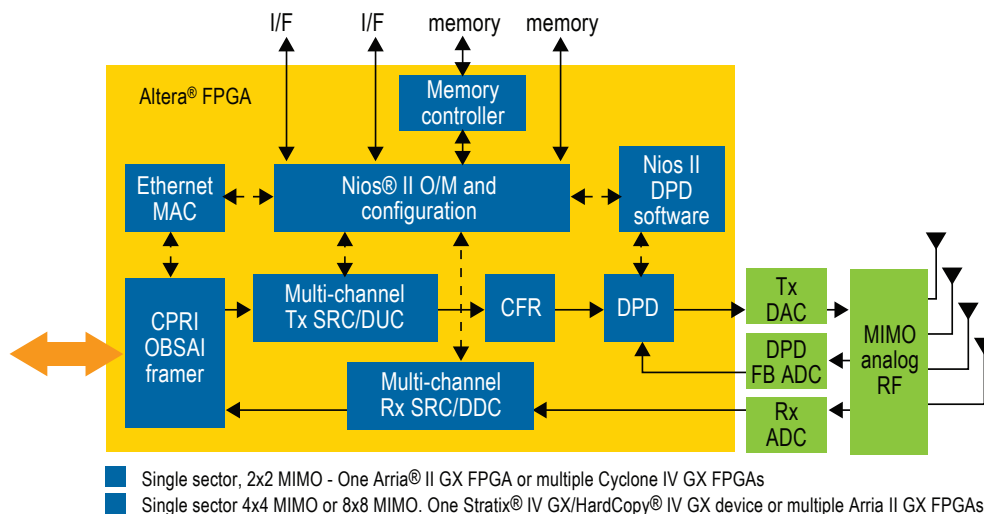 I/F
I/F
memory
memory
Altera® FPGA
Memory
controller
Ethernet
MAC
Nios® II O/M and
configuration
Nios II
DPD
software
CPRI
OBSAI
framer
Multi-channel
Tx SRC/DUC
CFR
DPD
Tx
DAC
DPD
FB ADC
MIMO
analog
RF
Multi-channel
Rx SRC/DDC
Rx
ADC
Single sector, 2x2 MIMO - One Arria® II GX FPGA or multiple Cyclone IV GX FPGAs
Single sector 4x4 MIMO or 8x8 MIMO. One Stratix® IV GX/HardCopy® IV GX device or multiple Arria II GX FPGAs